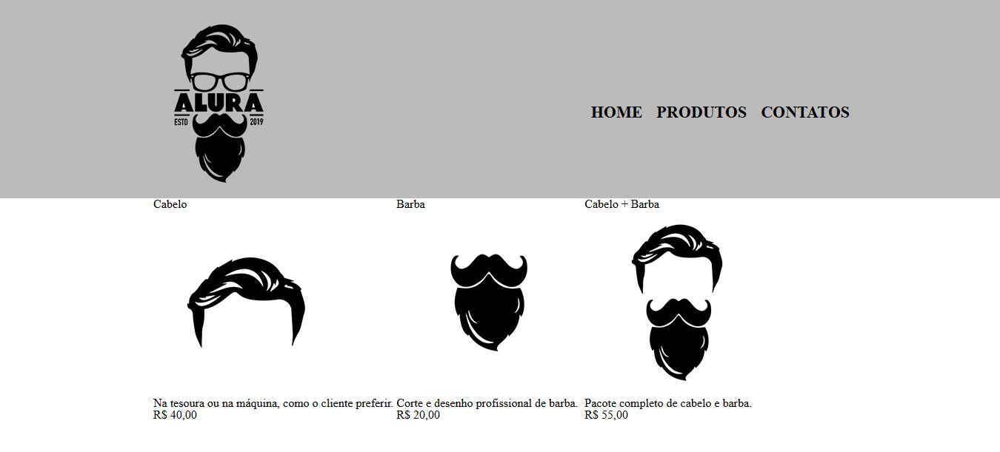 ALURA
ESTD 2019
HOME PRODUTOS CONTATOS
Cabelo
Na tesoura ou na máquina, como o cliente preferir.
R$ 40,00
Barba
Corte e desenho profissional de barba.
R$ 20,00
Cabelo + Barba
Pacote completo de cabelo e barba.
R$ 55,00